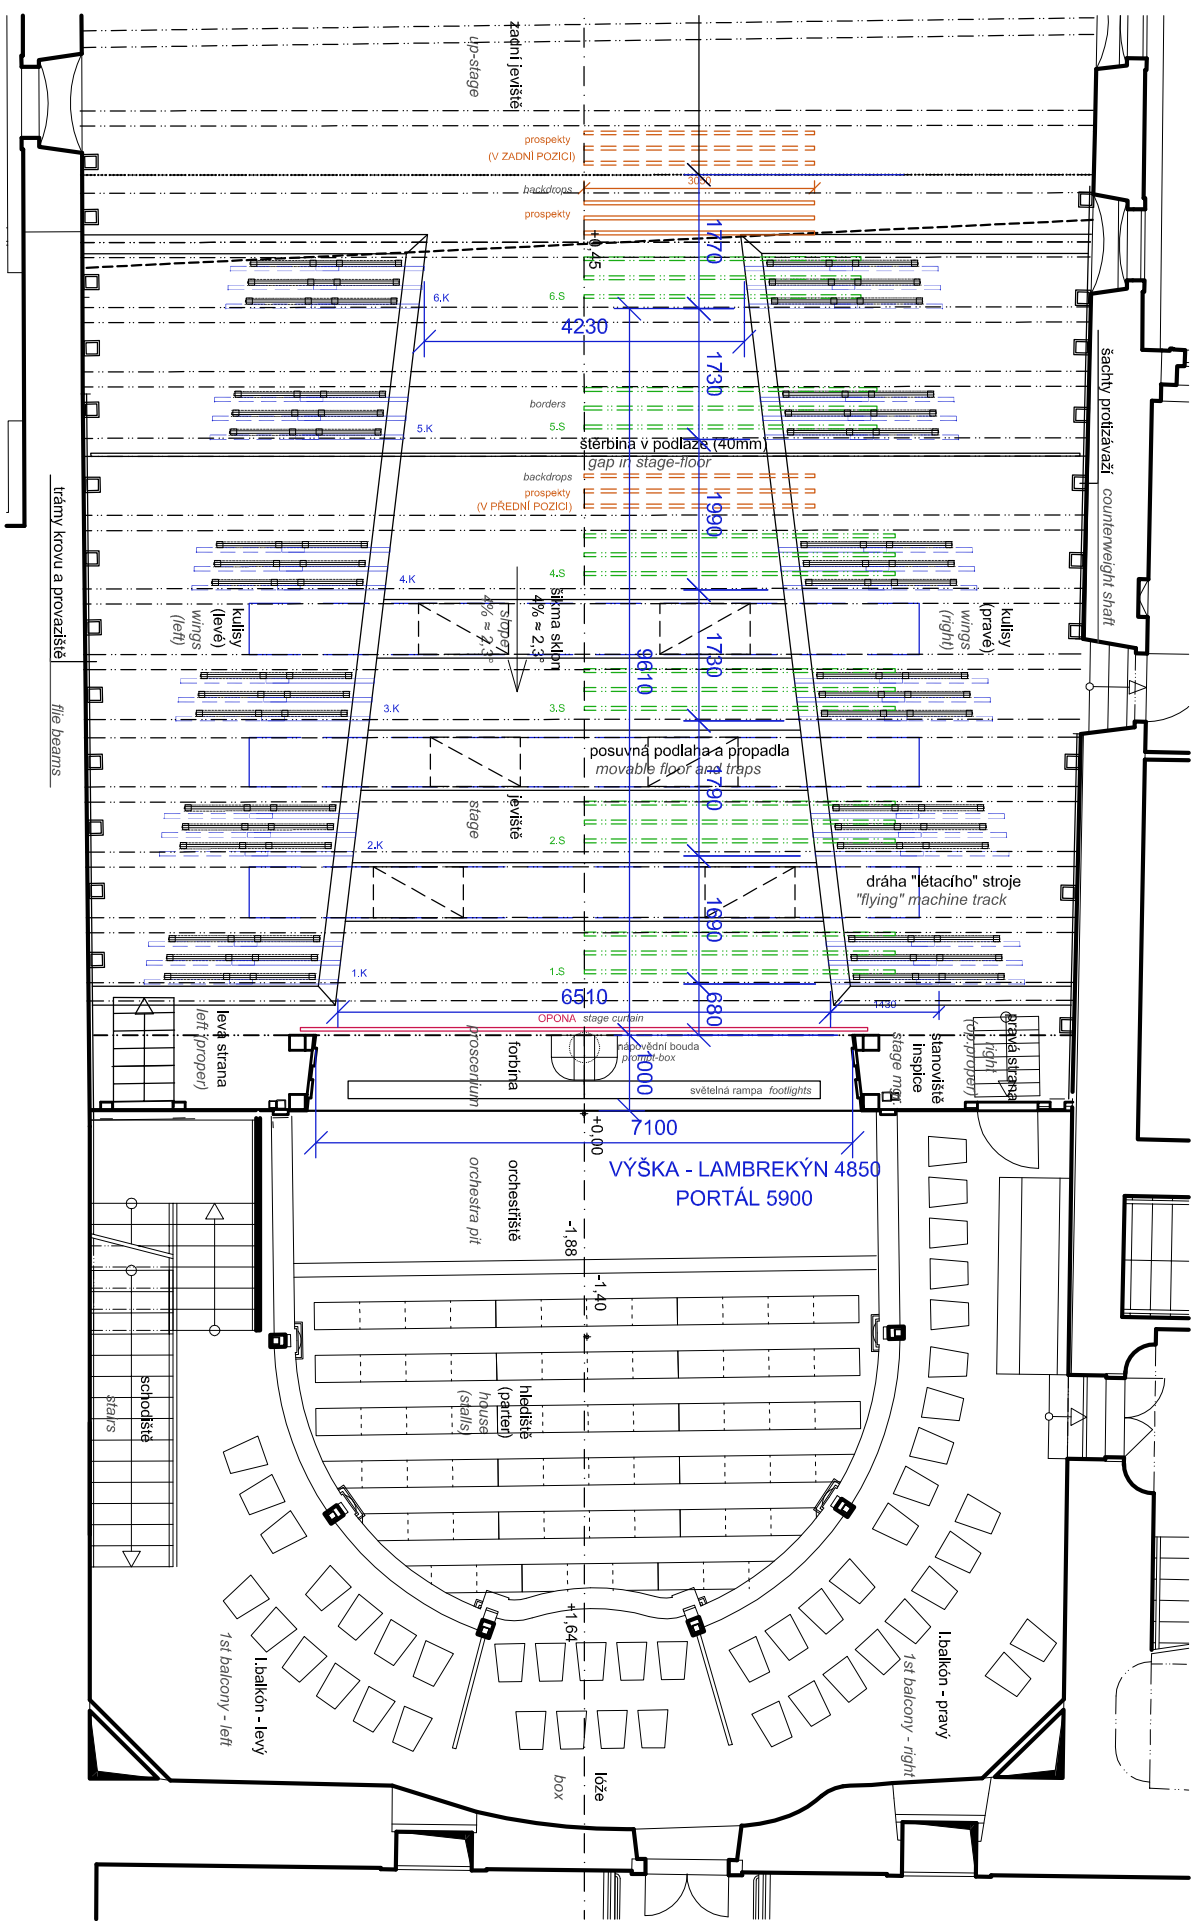 zadní jeviště
up-stage
prospekty
(V ZADNÍ POZICI)
3050
backdrops
prospekty
+0,45
1770
6.K
6.S
4230
1730
šachty protizávaží counterweight shaft
borders
5.K
5.S
štěrbina v podlaze (40mm)
gap in stage-floor
backdrops
prospekty
(V PŘEDNÍ POZICI)
1990
trámy krovu a provaziště flie beams
4.K
4.S
šikma sklon
4% ≈ 2,3°
slope
4% ≈ 2,3°
kulisy
(levé)
wings
(left)
kulisy
(pravé)
wings
(right)
1730
9610
3.K
3.S
posuvná podlaha a propadla
movable floor and traps
1790
jeviště
stage
2.K
2.S
dráha "létacího" stroje
"flying" machine track
1690
1.K
1.S
6510
680
1430
OPONA stage curtain
levá strana
left (proper)
forbína
proscenium
nápovědní bouda
prompt-box
1000
stanoviště
inspice
stage mgr.
pravá strana
right
(op.proper)
světelná rampa footlights
+0,00
7100
VÝŠKA - LAMBREKÝN 4850
PORTÁL 5900
orchestřiště
orchestra pit
-1,88
-1,40
schodiště
stairs
hlediště
(parter)
house
(stalls)
+1,64
I.balkón - levý
1st balcony - left
I.balkón - pravý
1st balcony - right
lóže
box